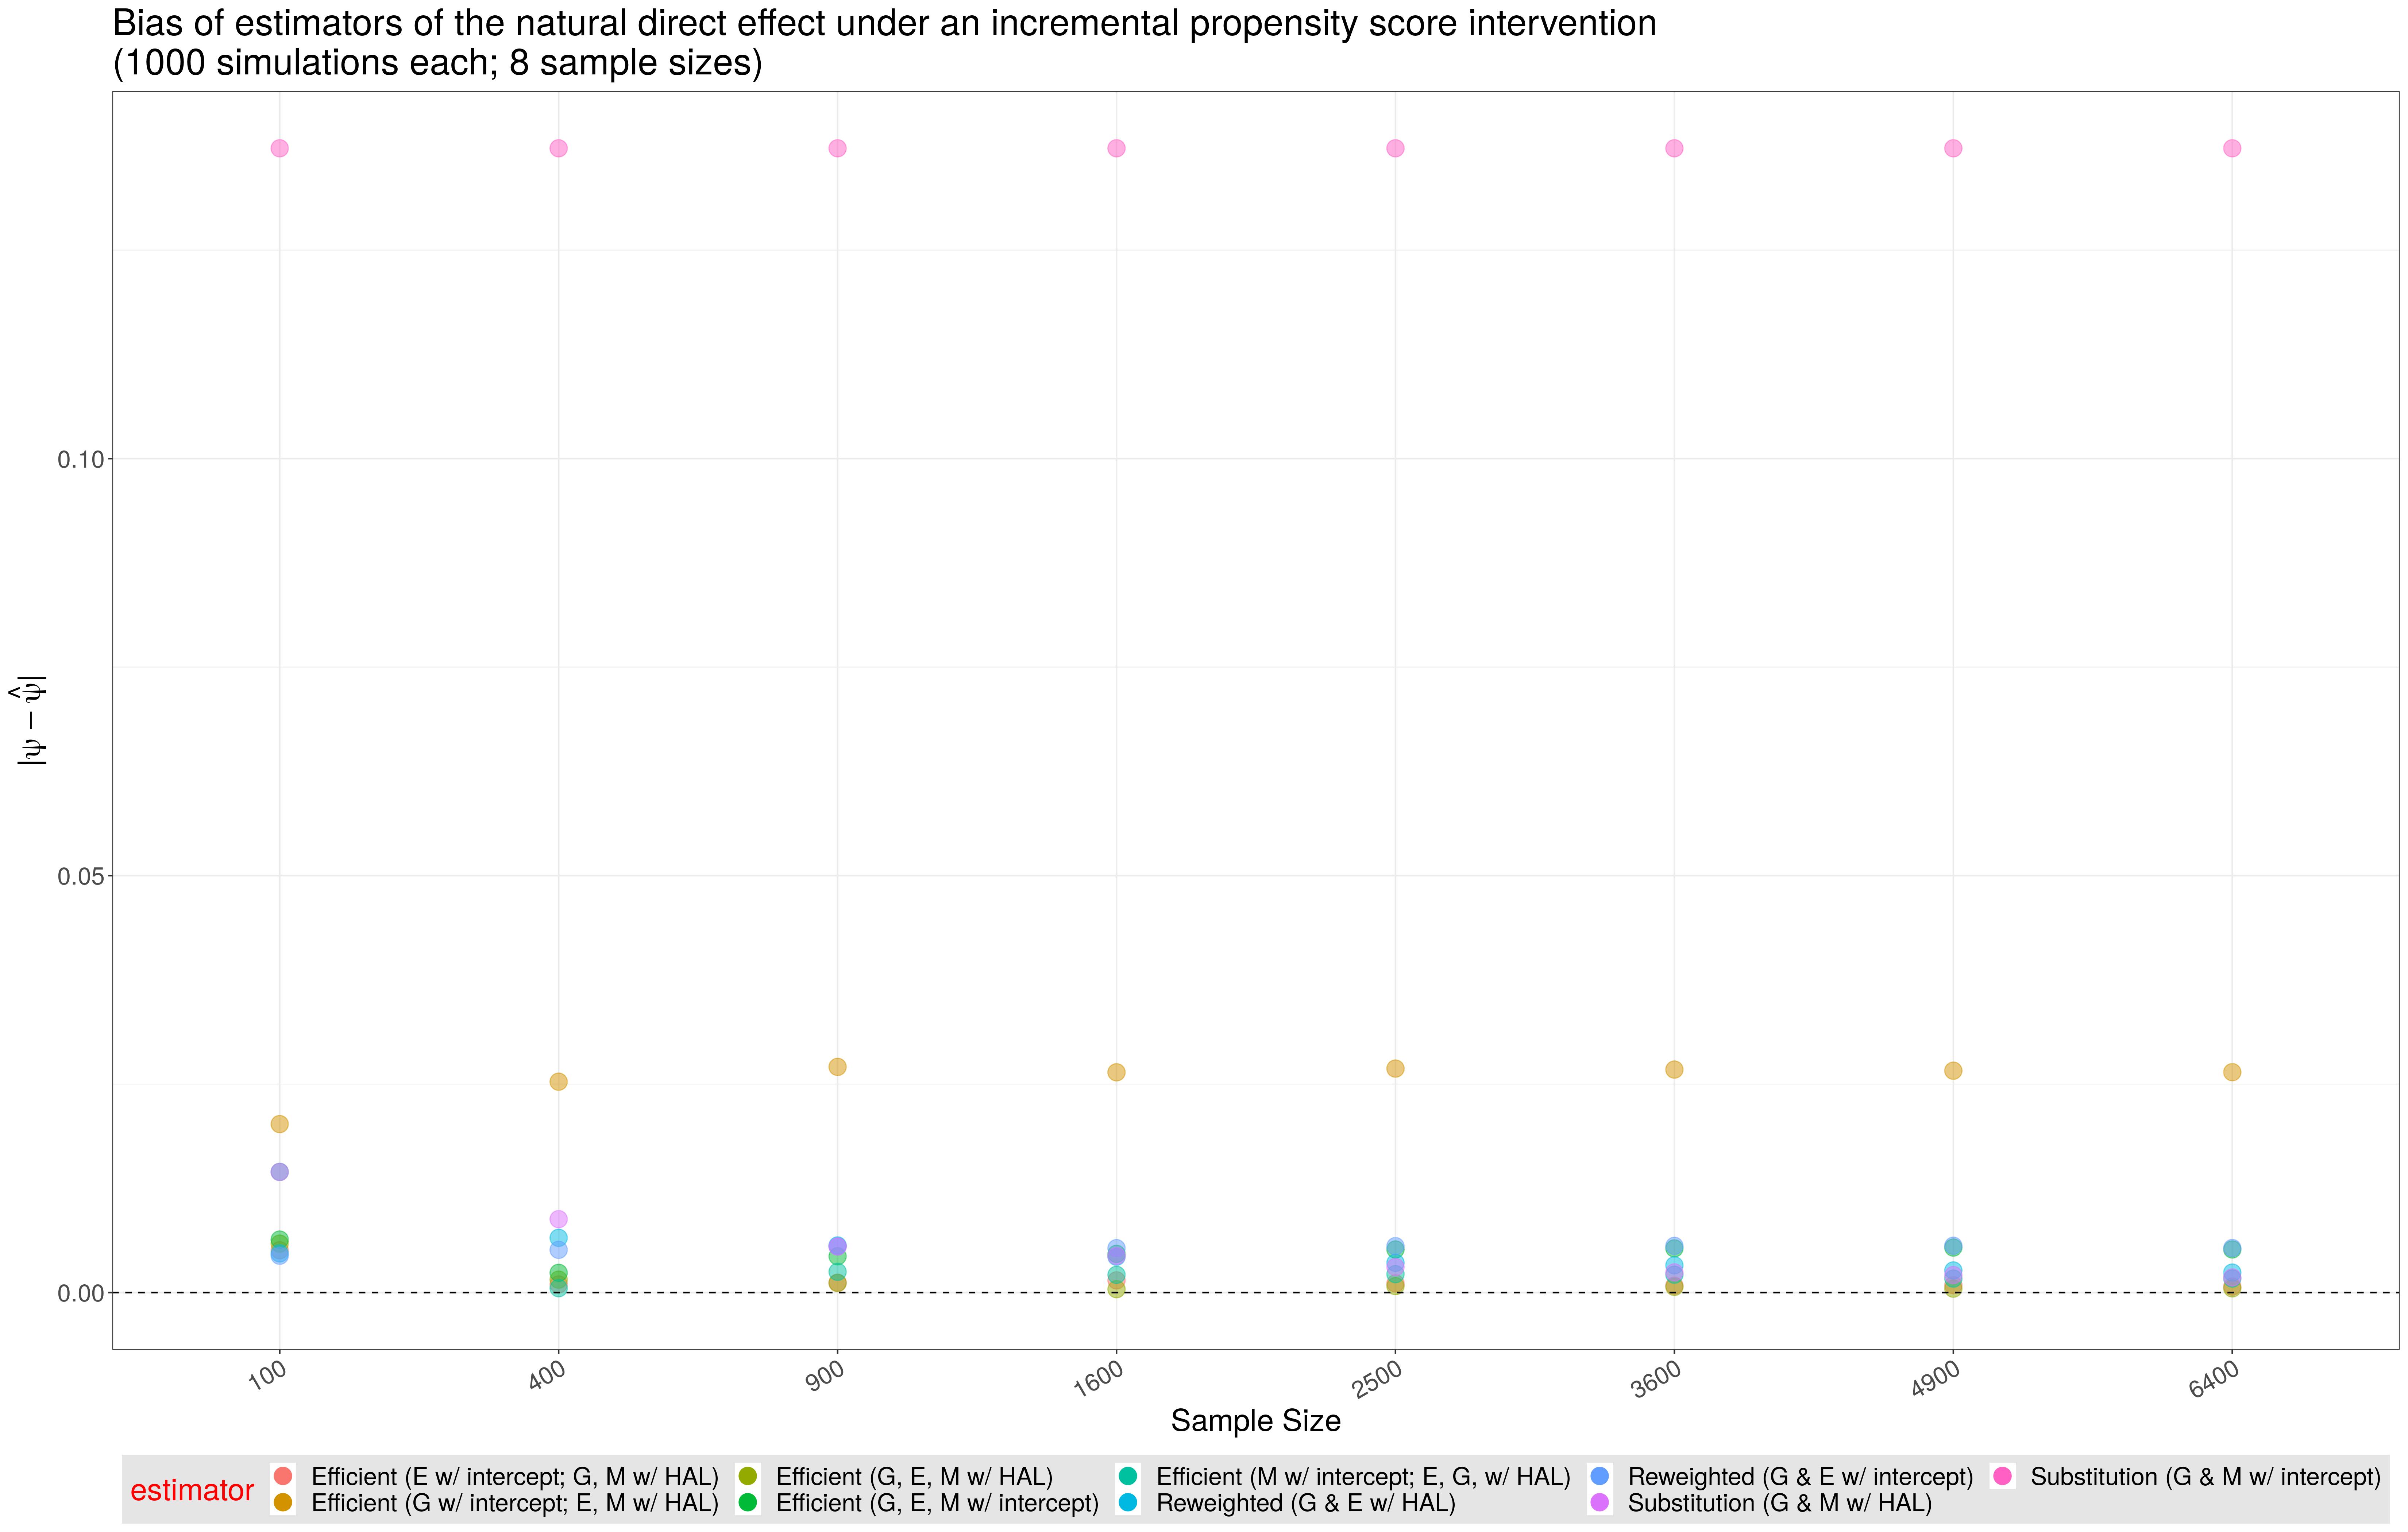 Bias of estimators of the natural direct effect under an incremental propensity score intervention
(1000 simulations each; 8 sample sizes)
|ψ − ψ̂|
0.10
0.05
0.00
100 400 900 1600 2500 3600 4900 6400
Sample Size
estimator
Efficient (E w/ intercept; G, M w/ HAL) Efficient (G, E, M w/ HAL) Efficient (M w/ intercept; E, G, w/ HAL) Reweighted (G & E w/ intercept) Substitution (G & M w/ intercept)
Efficient (G w/ intercept; E, M w/ HAL) Efficient (G, E, M w/ intercept) Reweighted (G & E w/ HAL) Substitution (G & M w/ HAL)